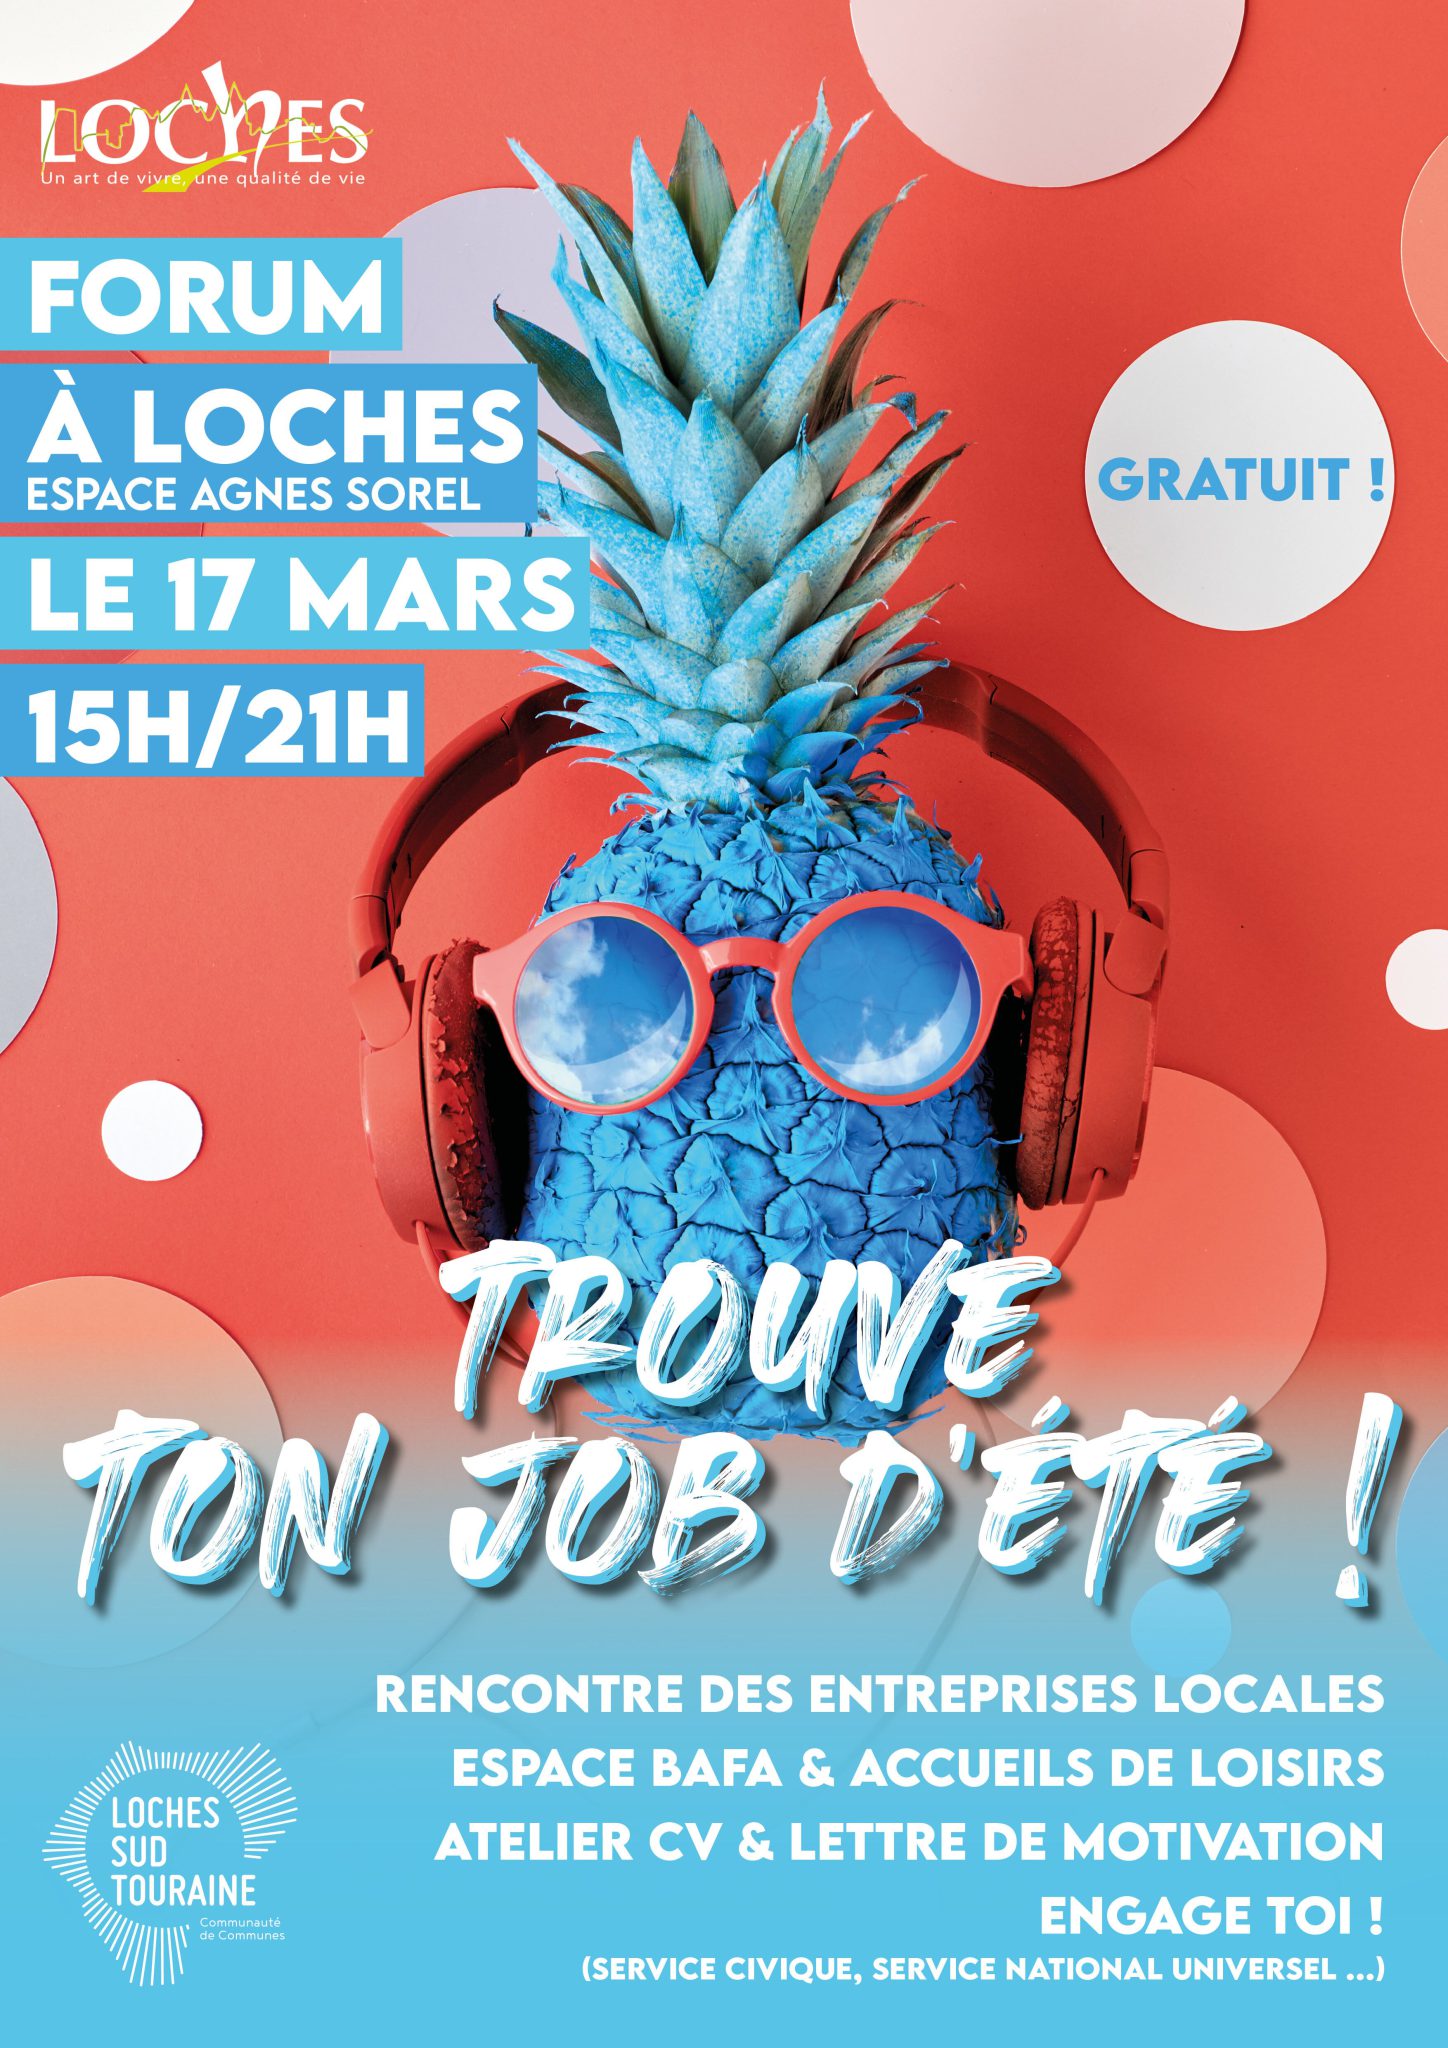 LOCHES
Un art de vivre, une qualité de vie
FORUM
À LOCHES
ESPACE AGNES SOREL
LE 17 MARS
15H/21H
GRATUIT !
TROUVE
TON JOB D'ÉTÉ !
RENCONTRE DES ENTREPRISES LOCALES
ESPACE BAFA & ACCUEILS DE LOISIRS
ATELIER CV & LETTRE DE MOTIVATION
ENGAGE TOI !
(SERVICE CIVIQUE, SERVICE NATIONAL UNIVERSEL ...)
LOCHES
SUD
TOURAINE
Communauté
de Communes